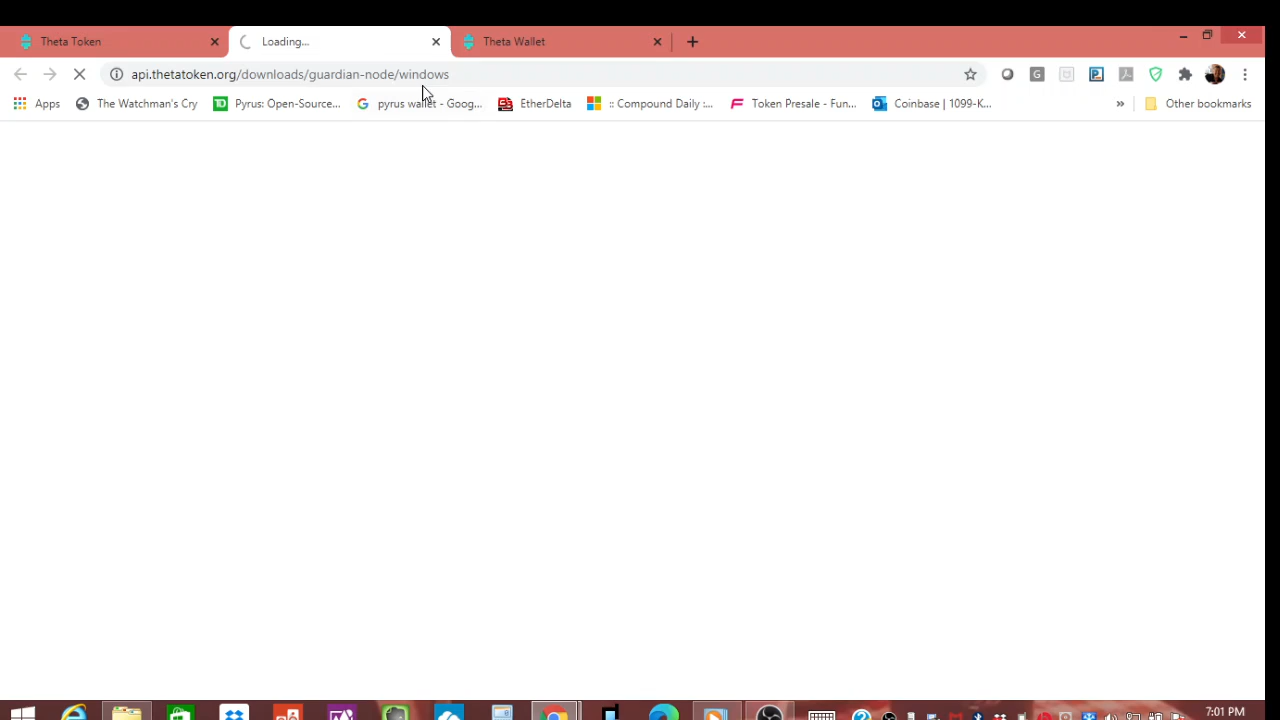 Theta Token
Loading...
Theta Wallet
api.thetatoken.org/downloads/guardian-node/windows
Apps
The Watchman's Cry
Pyrus: Open-Source...
pyrus wallet - Goog...
EtherDelta
:: Compound Daily :...
Token Presale - Fun...
Coinbase | 1099-K...
»
Other bookmarks
7:01 PM